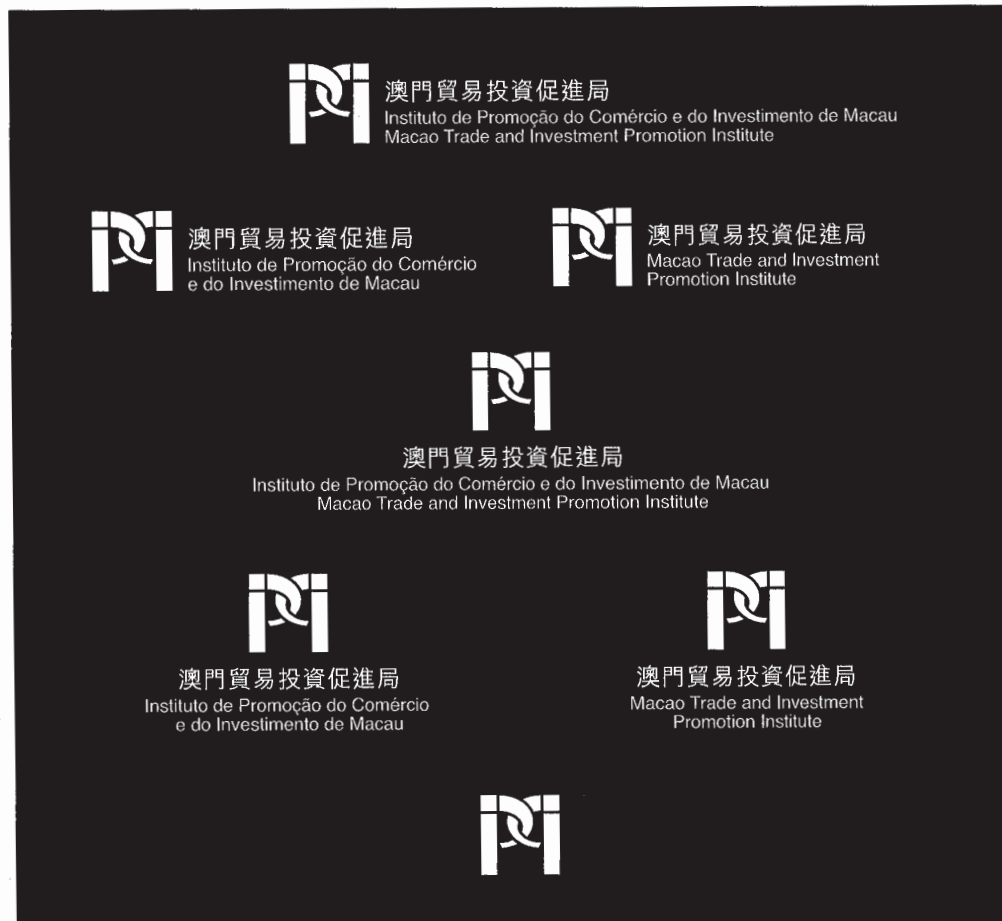 澳門貿易投資促進局
Instituto de Promoção do Comércio e do Investimento de Macau
Macao Trade and Investment Promotion Institute
澳門貿易投資促進局
Instituto de Promoção do Comércio
e do Investimento de Macau
澳門貿易投資促進局
Macao Trade and Investment
Promotion Institute
澳門貿易投資促進局
Instituto de Promoção do Comércio e do Investimento de Macau
Macao Trade and Investment Promotion Institute
澳門貿易投資促進局
Instituto de Promoção do Comércio
e do Investimento de Macau
澳門貿易投資促進局
Macao Trade and Investment
Promotion Institute